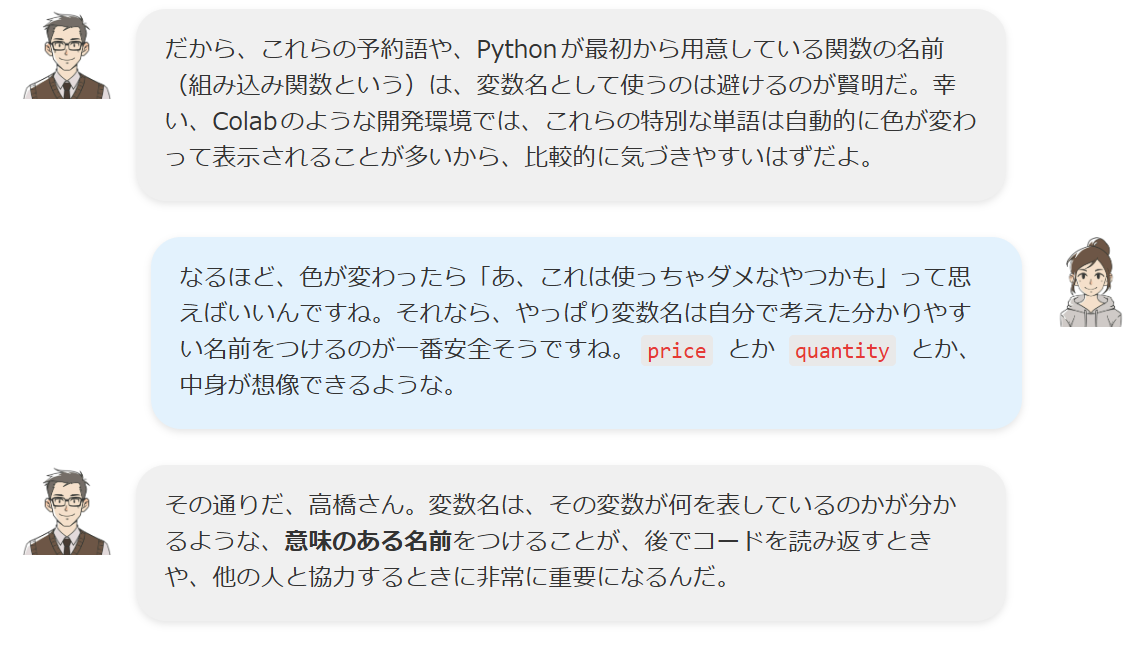 だから、これらの予約語や、Pythonが最初から用意している関数の名前
（組み込み関数という）は、変数名として使うのは避けるのが賢明だ。幸
い、Colabのような開発環境では、これらの特別な単語は自動的に色が変わ
って表示されることが多いから、比較的に気づきやすいはずだよ。
なるほど、色が変わったら「あ、これは使っちゃダメなやつかも」って思
えばいいんですね。それなら、やっぱり変数名は自分で考えた分かりやす
い名前をつけるのが一番安全そうですね。 price とか quantity とか、
中身が想像できるような。
その通りだ、高橋さん。変数名は、その変数が何を表しているのかが分か
るような、意味のある名前をつけることが、後でコードを読み返すとき
や、他の人と協力するときに非常に重要になるんだ。